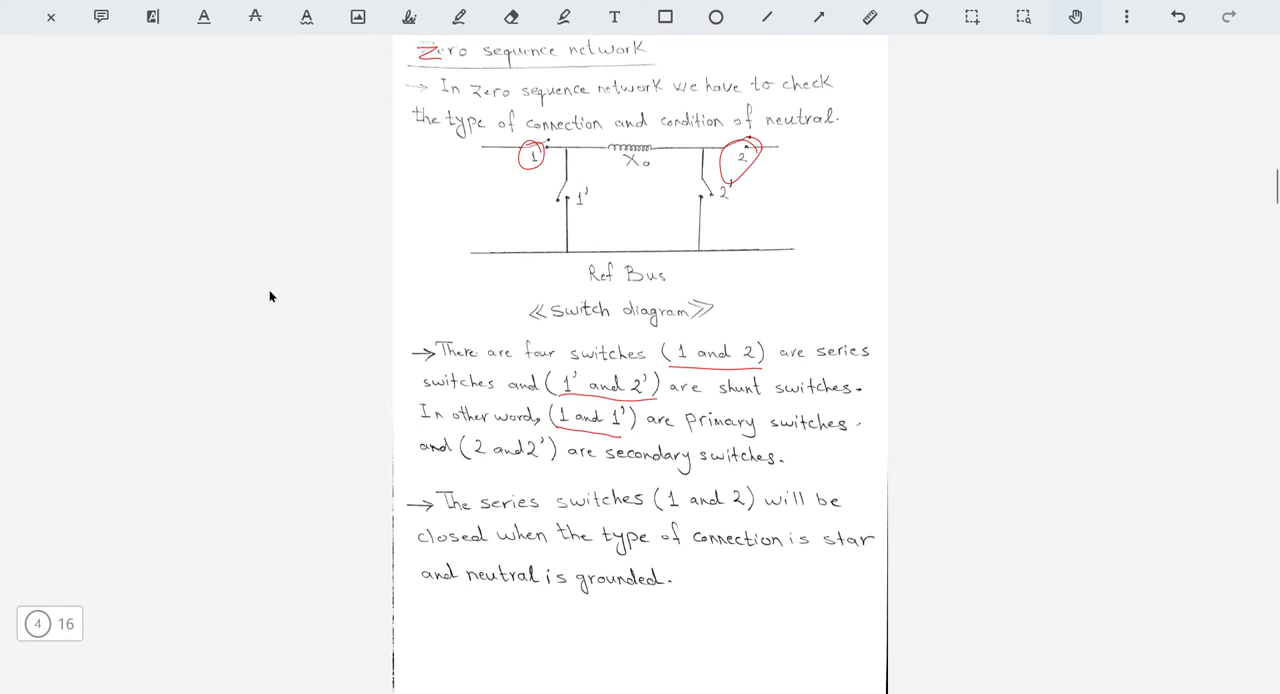 T
Zero sequence network
→ In Zero sequence network we have to check
the type of connection and condition of neutral.
1 X₀ 2
1' 2'
Ref Bus
≪ Switch diagram ≫
→ There are four switches (1 and 2) are series
switches and (1' and 2') are shunt switches.
In other word, (1 and 1') are primary switches.
and (2 and 2') are secondary switches.
→ The series switches (1 and 2) will be
closed when the type of connection is star
and neutral is grounded.
4 16